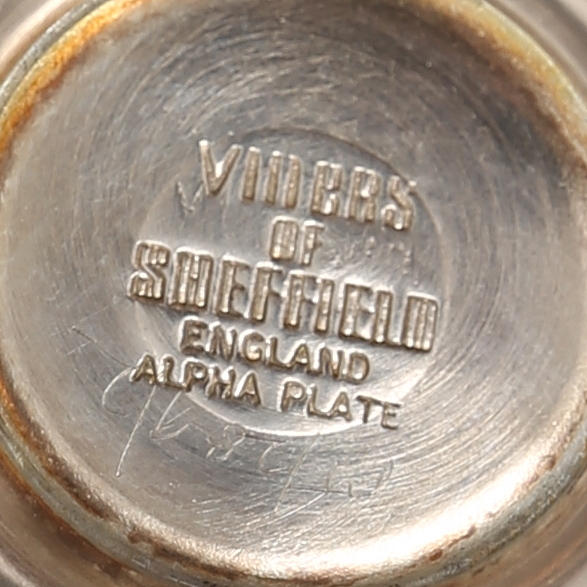 VINERS
OF
SHEFFIELD
ENGLAND
ALPHA PLATE